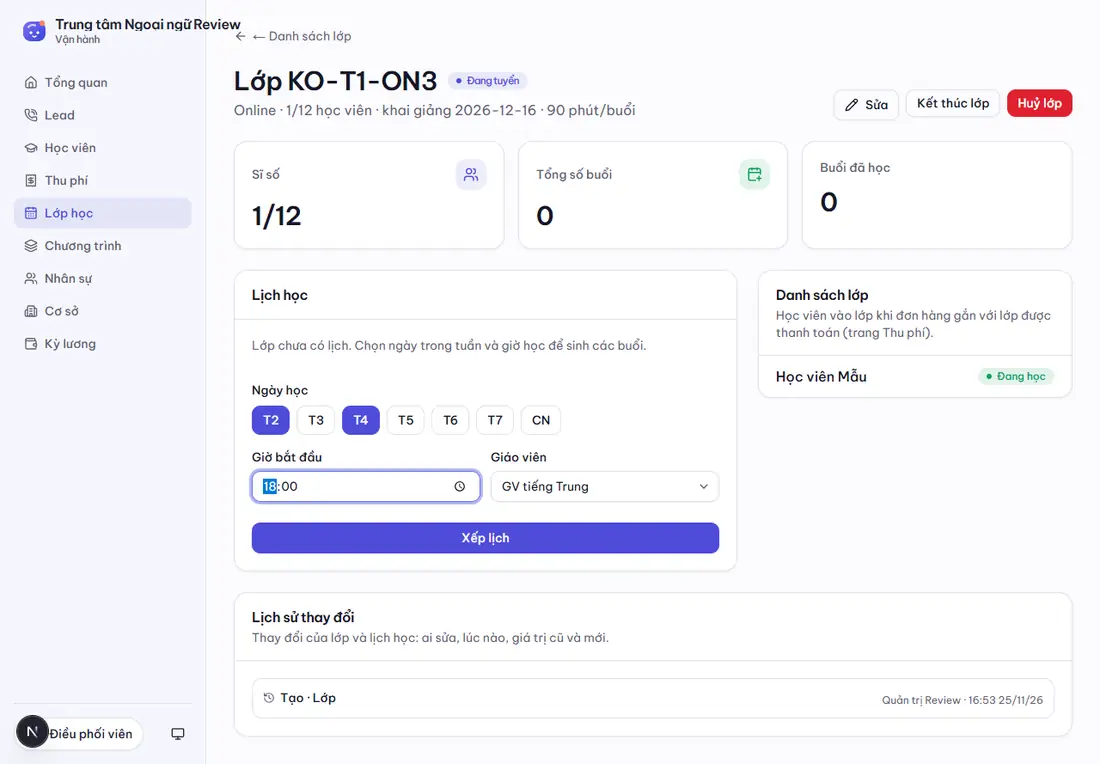 Trung tâm Ngoại ngữ Review
Vận hành
Tổng quan
Lead
Học viên
Thu phí
Lớp học
Chương trình
Nhân sự
Cơ sở
Kỳ lương
N
Điều phối viên
← ← Danh sách lớp
Lớp KO-T1-ON3
Đang tuyển
Online · 1/12 học viên · khai giảng 2026-12-16 · 90 phút/buổi
Sửa
Kết thúc lớp
Huỷ lớp
Sĩ số
1/12
Tổng số buổi
0
Buổi đã học
0
Lịch học
Lớp chưa có lịch. Chọn ngày trong tuần và giờ học để sinh các buổi.
Ngày học
T2 T3 T4 T5 T6 T7 CN
Giờ bắt đầu
18:00
Giáo viên
GV tiếng Trung
Xếp lịch
Danh sách lớp
Học viên vào lớp khi đơn hàng gắn với lớp được
thanh toán (trang Thu phí).
Học viên Mẫu
Đang học
Lịch sử thay đổi
Thay đổi của lớp và lịch học: ai sửa, lúc nào, giá trị cũ và mới.
Tạo · Lớp
Quản trị Review · 16:53 25/11/26